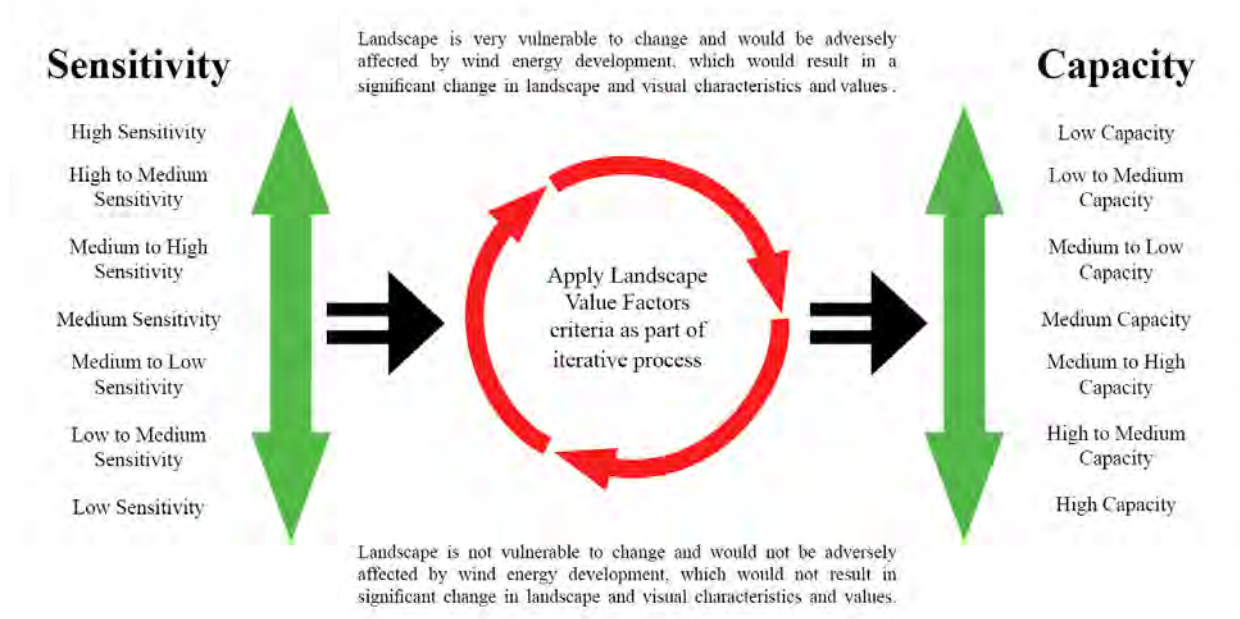 Sensitivity
High Sensitivity
High to Medium
Sensitivity
Medium to High
Sensitivity
Medium Sensitivity
Medium to Low
Sensitivity
Low to Medium
Sensitivity
Low Sensitivity
Landscape is very vulnerable to change and would be adversely
affected by wind energy development, which would result in a
significant change in landscape and visual characteristics and values.
Apply Landscape
Value Factors
criteria as part of
iterative process
Landscape is not vulnerable to change and would not be adversely
affected by wind energy development, which would not result in
significant change in landscape and visual characteristics and values.
Capacity
Low Capacity
Low to Medium
Capacity
Medium to Low
Capacity
Medium Capacity
Medium to High
Capacity
High to Medium
Capacity
High Capacity